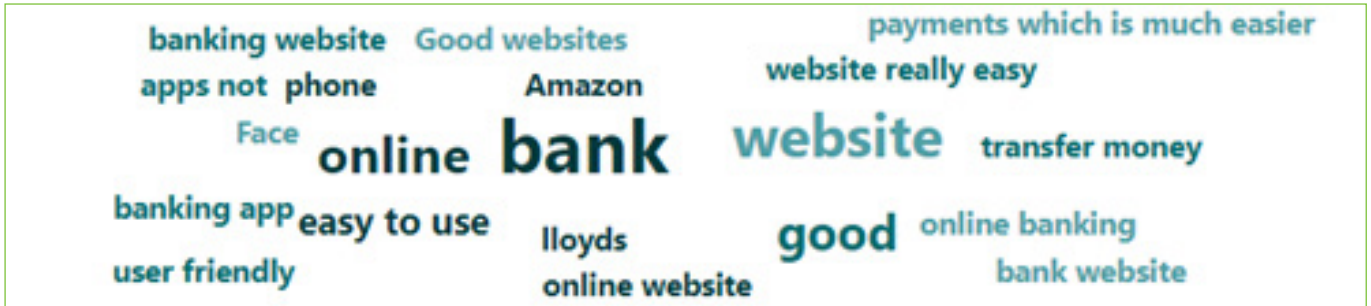 payments which is much easier
banking website Good websites
website really easy
apps not phone Amazon
Face online bank website transfer money
banking app easy to use
lloyds good online banking
user friendly online website bank website